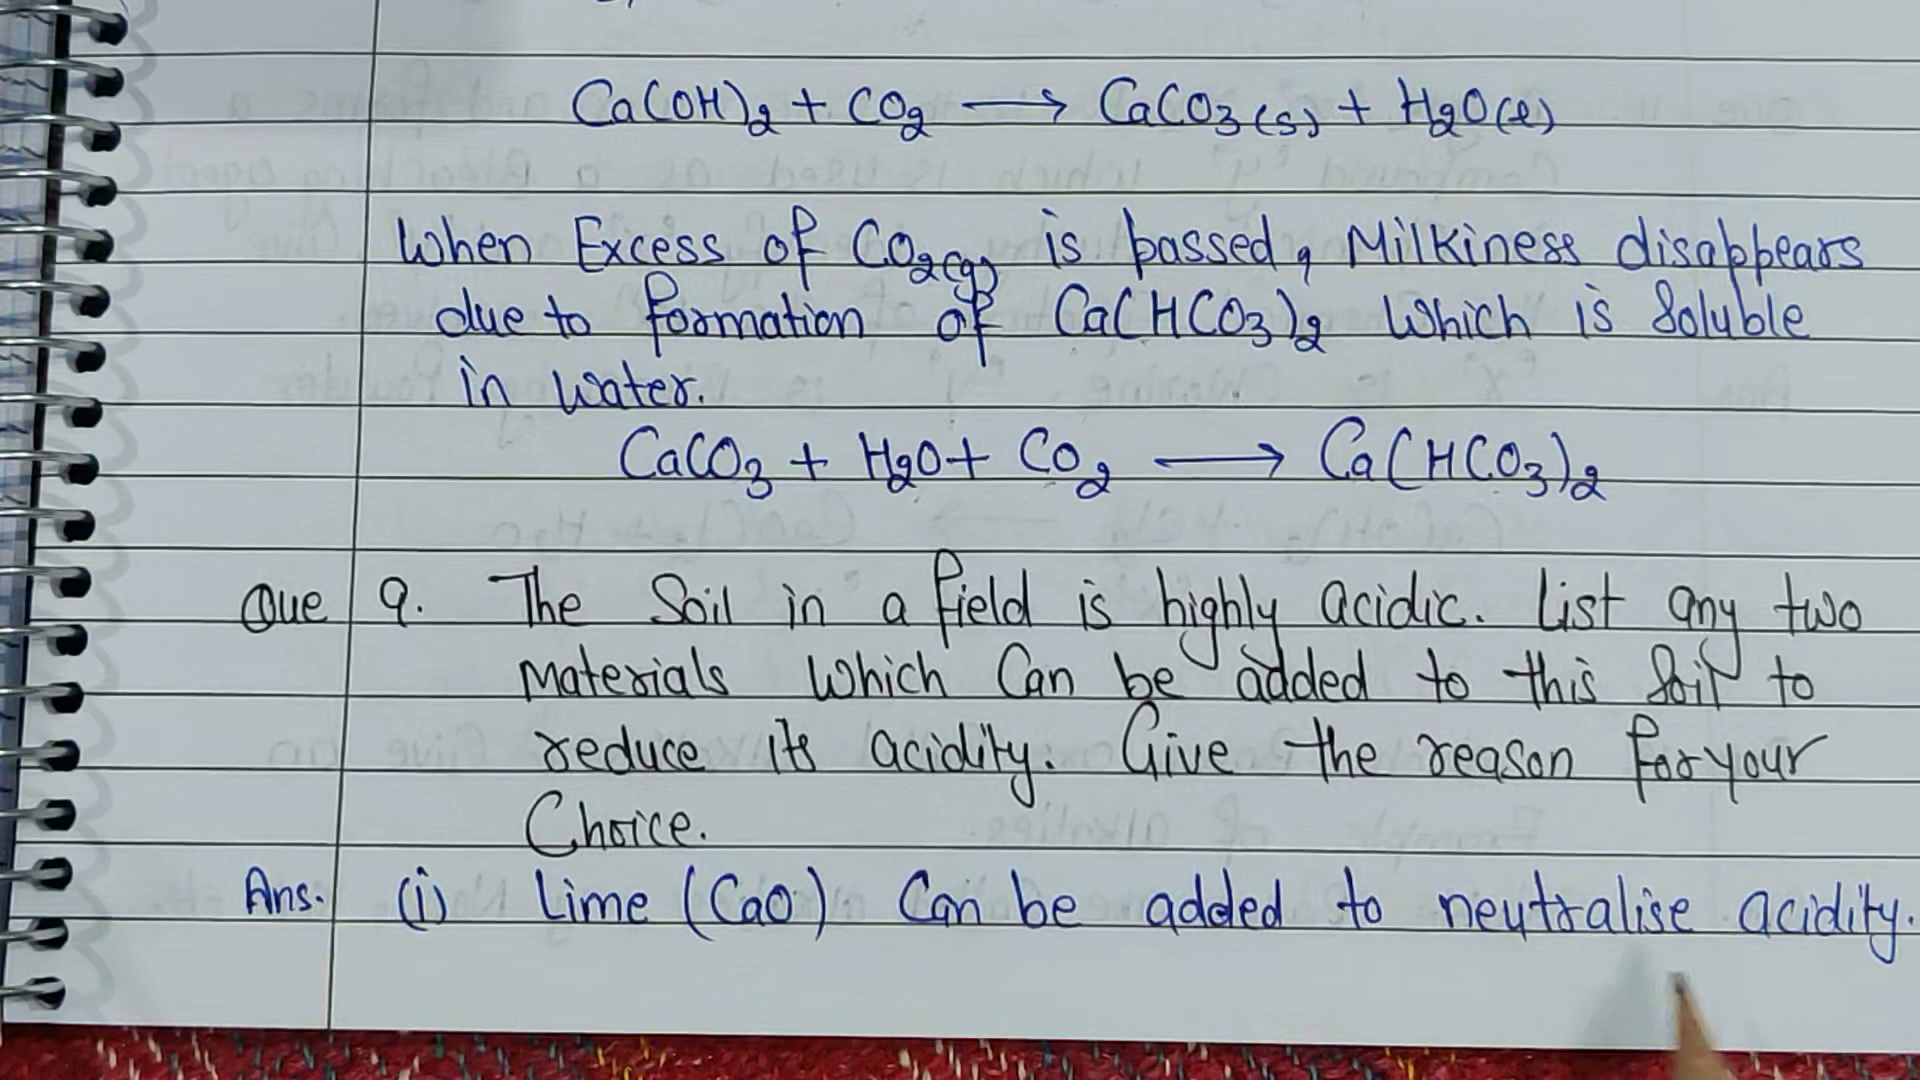 Ca(OH)2 + CO2 ⟶ CaCO3(s) + H2O(l)
When Excess of CO2(g) is passed, Milkiness disappears
due to formation of Ca(HCO3)2 which is soluble
in water.
CaCO3 + H2O + CO2 ⟶ Ca(HCO3)2
Que 9. The Soil in a field is highly acidic. List any two
materials which can be added to this soil to
reduce its acidity. Give the reason for your
Choice.
Ans. (i) Lime (CaO) Can be added to neutralise acidity.